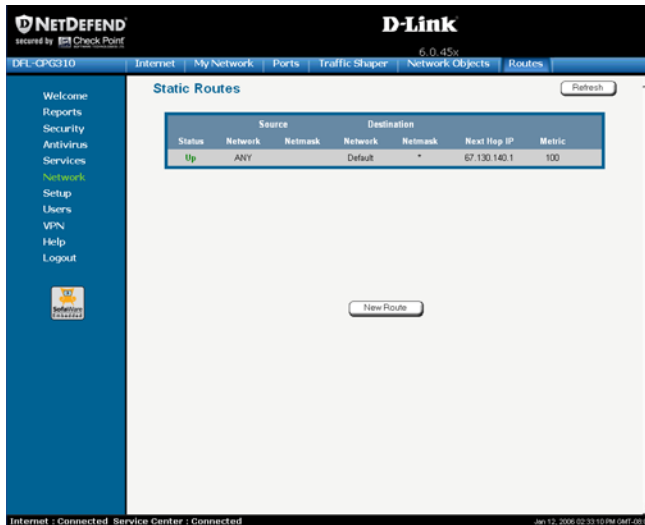 NETDEFEND
secured by Check Point
D-Link
6.0.45x
DFL-CPG310
Internet My Network Ports Traffic Shaper Network Objects Routes
Welcome
Reports
Security
Antivirus
Services
Network
Setup
Users
VPN
Help
Logout
SofaWare
Embedded
Static Routes
Refresh
Source Destination
Status Network Netmask Network Netmask Next Hop IP Metric
Up ANY Default * 67.130.140.1 100
New Route
Internet : Connected Service Center : Connected
Jan 12, 2006 02:33:10 PM GMT-08